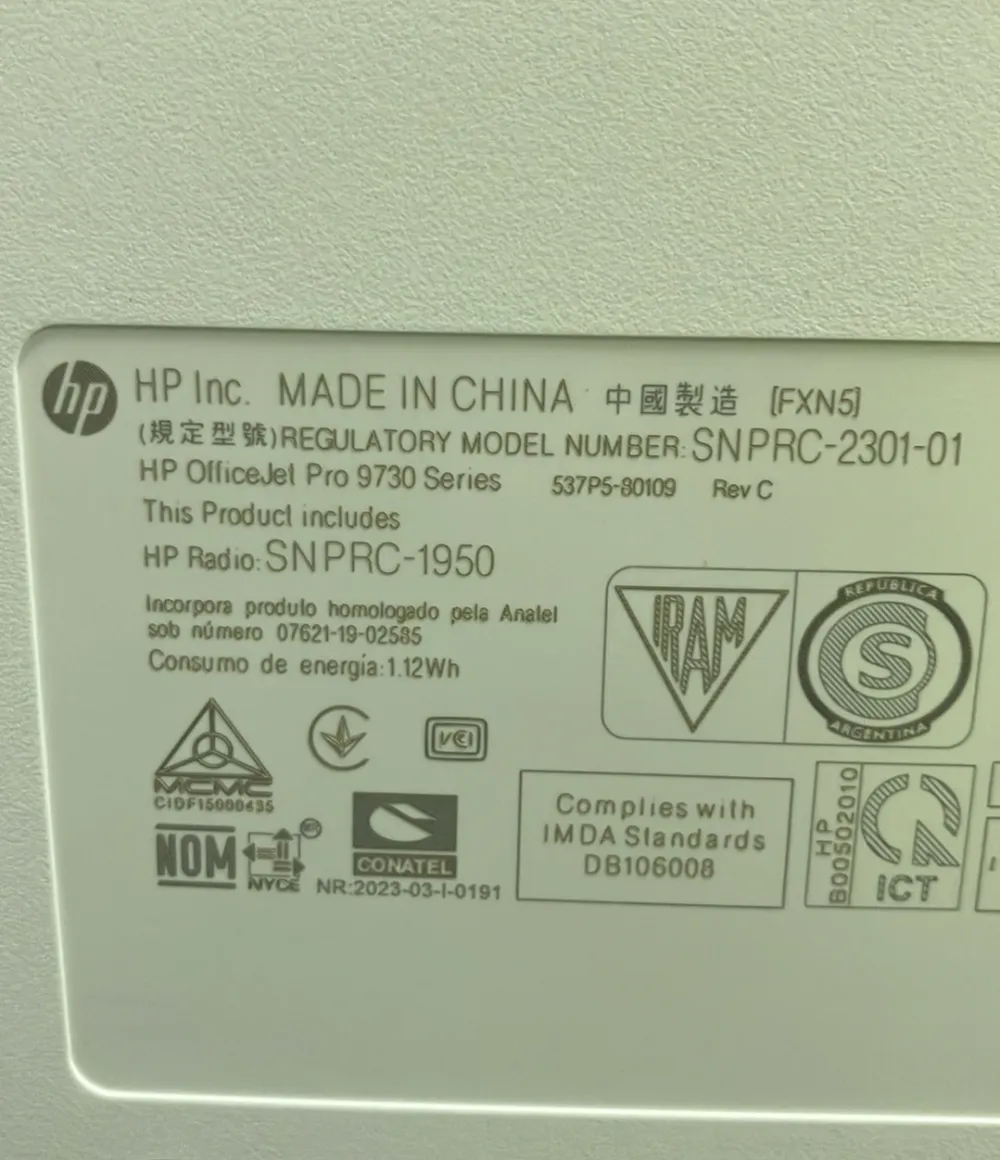 hp HP Inc. MADE IN CHINA 中國製造 [FXN5]
(規定型號)REGULATORY MODEL NUMBER: SNPRC-2301-01
HP OfficeJet Pro 9730 Series 537P5-80109 Rev C
This Product includes
HP Radio: SNPRC-1950
Incorpora produto homologado pela Anatel
sob número 07621-19-02585
Consumo de energía:1.12Wh
IRAM
REPUBLICA
S
ARGENTINA
VCCI
MCMC
CIDF15000435
NOM
NYCE
CONATEL
NR:2023-03-I-0191
Complies with
IMDA Standards
DB106008
HP
B00502010
ICT